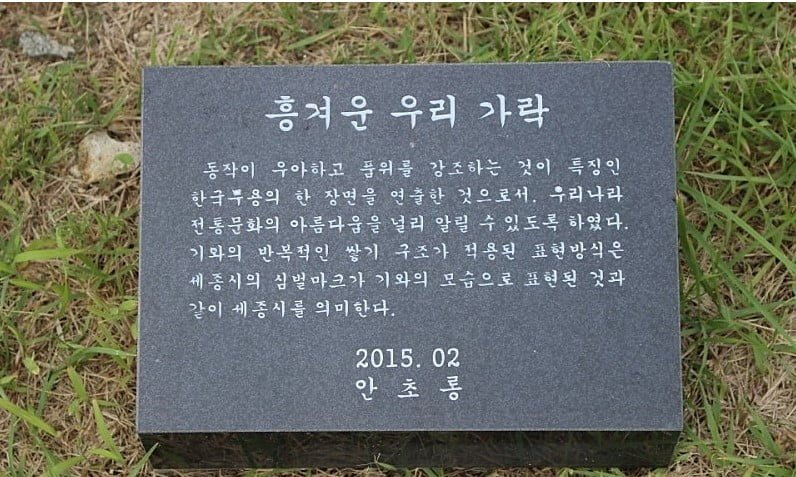 흥겨운 우리 가락
동작이 우아하고 품위를 강조하는 것이 특징인
한국무용의 한 장면을 연출한 것으로서. 우리나라
전통문화의 아름다움을 널리 알릴 수 있도록 하였다.
기와의 반복적인 쌓기 구조가 적용된 표현방식은
세종시의 심벌마크가 기와의 모습으로 표현된 것과
같이 세종시를 의미한다.
2015. 02
안 초 롱